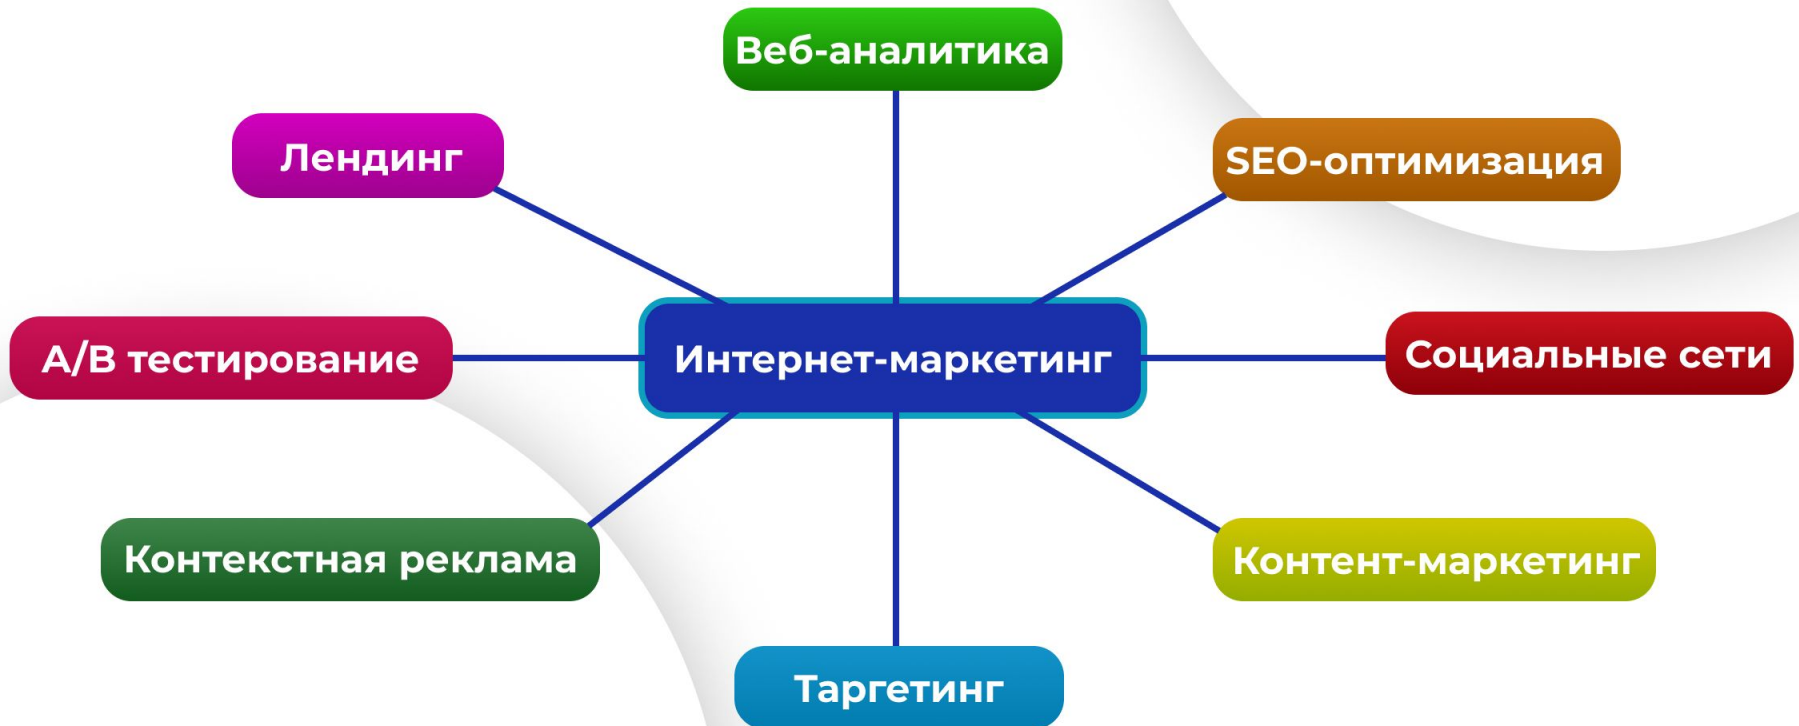 Веб-аналитика
Лендинг
SEO-оптимизация
А/В тестирование
Интернет-маркетинг
Социальные сети
Контекстная реклама
Контент-маркетинг
Таргетинг